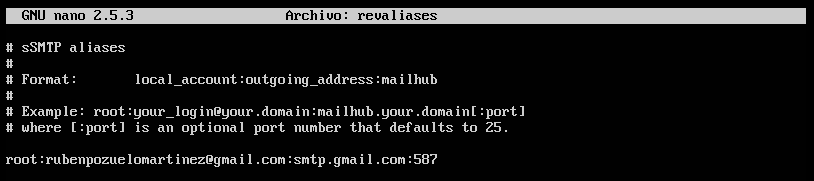 GNU nano 2.5.3 Archivo: revaliases
# sSMTP aliases
#
# Format: local_account:outgoing_address:mailhub
#
# Example: root:your_login@your.domain:mailhub.your.domain[:port]
# where [:port] is an optional port number that defaults to 25.
root:rubenpozuelomartinez@gmail.com:smtp.gmail.com:587